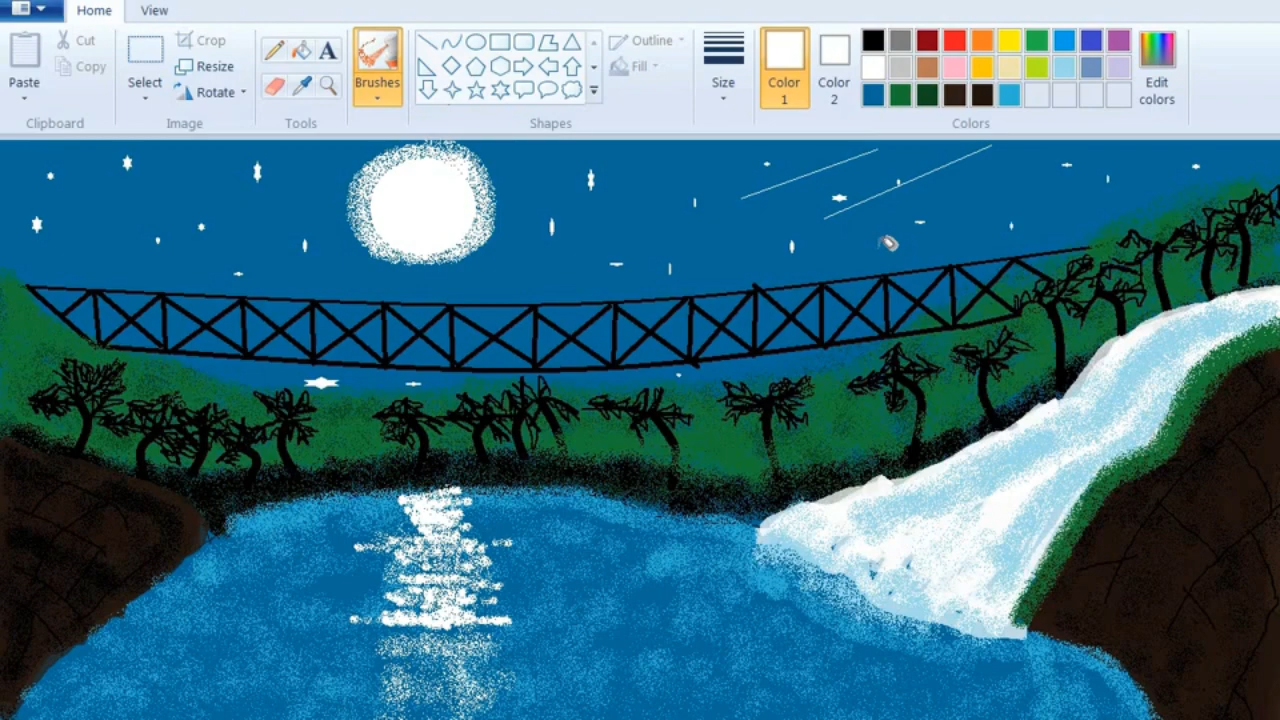 Home View
Paste
Cut
Copy
Clipboard
Select
Crop
Resize
Rotate
Image
A
Tools
Brushes
Outline
Fill
Shapes
Size
Color 1
Color 2
Edit colors
Colors